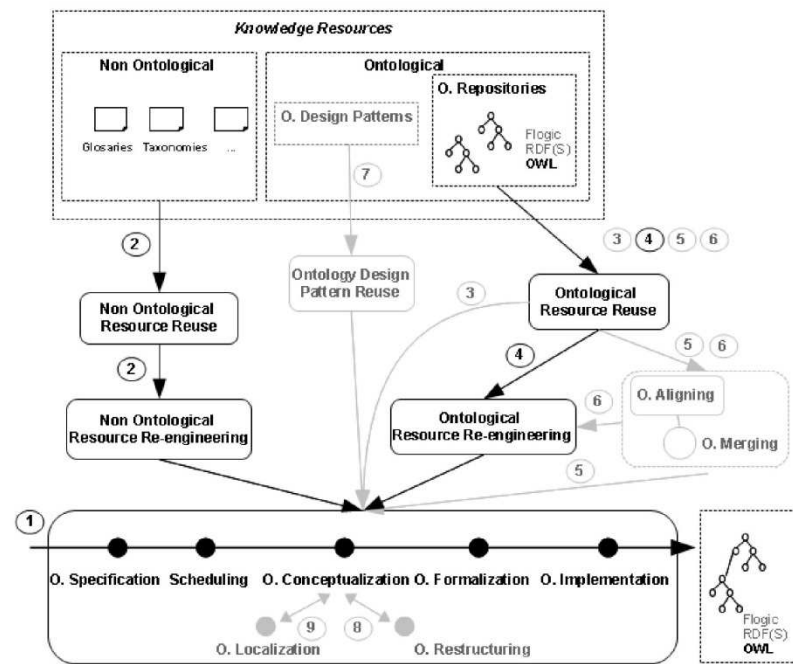 Knowledge Resources
Non Ontological
Ontological
O. Repositories
O. Design Patterns
Flogic
RDF(S)
OWL
Glosaries
Taxonomies
...
7
2
3
4
5
6
Ontology Design
Pattern Reuse
3
Non Ontological
Resource Reuse
Ontological
Resource Reuse
2
4
5
6
O. Aligning
6
Non Ontological
Resource Re-engineering
Ontological
Resource Re-engineering
O. Merging
5
1
O. Specification
Scheduling
O. Conceptualization
O. Formalization
O. Implementation
9
8
O. Localization
O. Restructuring
Flogic
RDF(S)
OWL